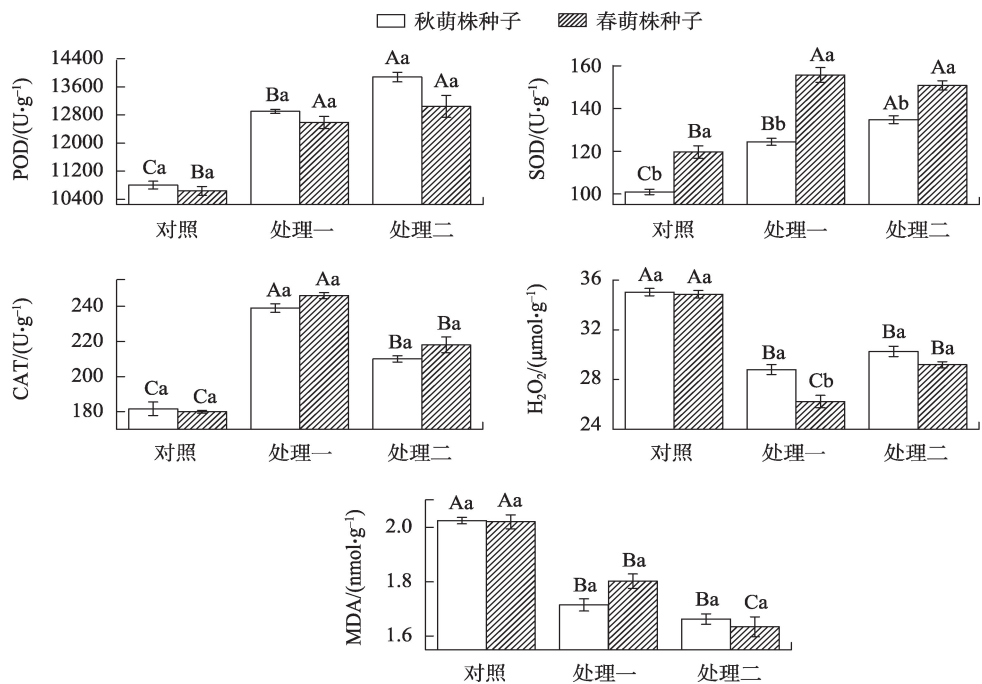 秋萌株种子 春萌株种子
POD/(U·g⁻¹)
14400
13600
12800
12000
11200
10400
Ca Ba Ba Aa Aa Aa
对照 处理一 处理二
SOD/(U·g⁻¹)
160
140
120
100
Cb Ba Bb Aa Ab Aa
对照 处理一 处理二
CAT/(U·g⁻¹)
240
220
200
180
Ca Ca Aa Aa Ba Ba
对照 处理一 处理二
H₂O₂/(μmol·g⁻¹)
36
32
28
24
Aa Aa Ba Cb Ba Ba
对照 处理一 处理二
MDA/(nmol·g⁻¹)
2.0
1.8
1.6
Aa Aa Ba Ba Ba Ca
对照 处理一 处理二